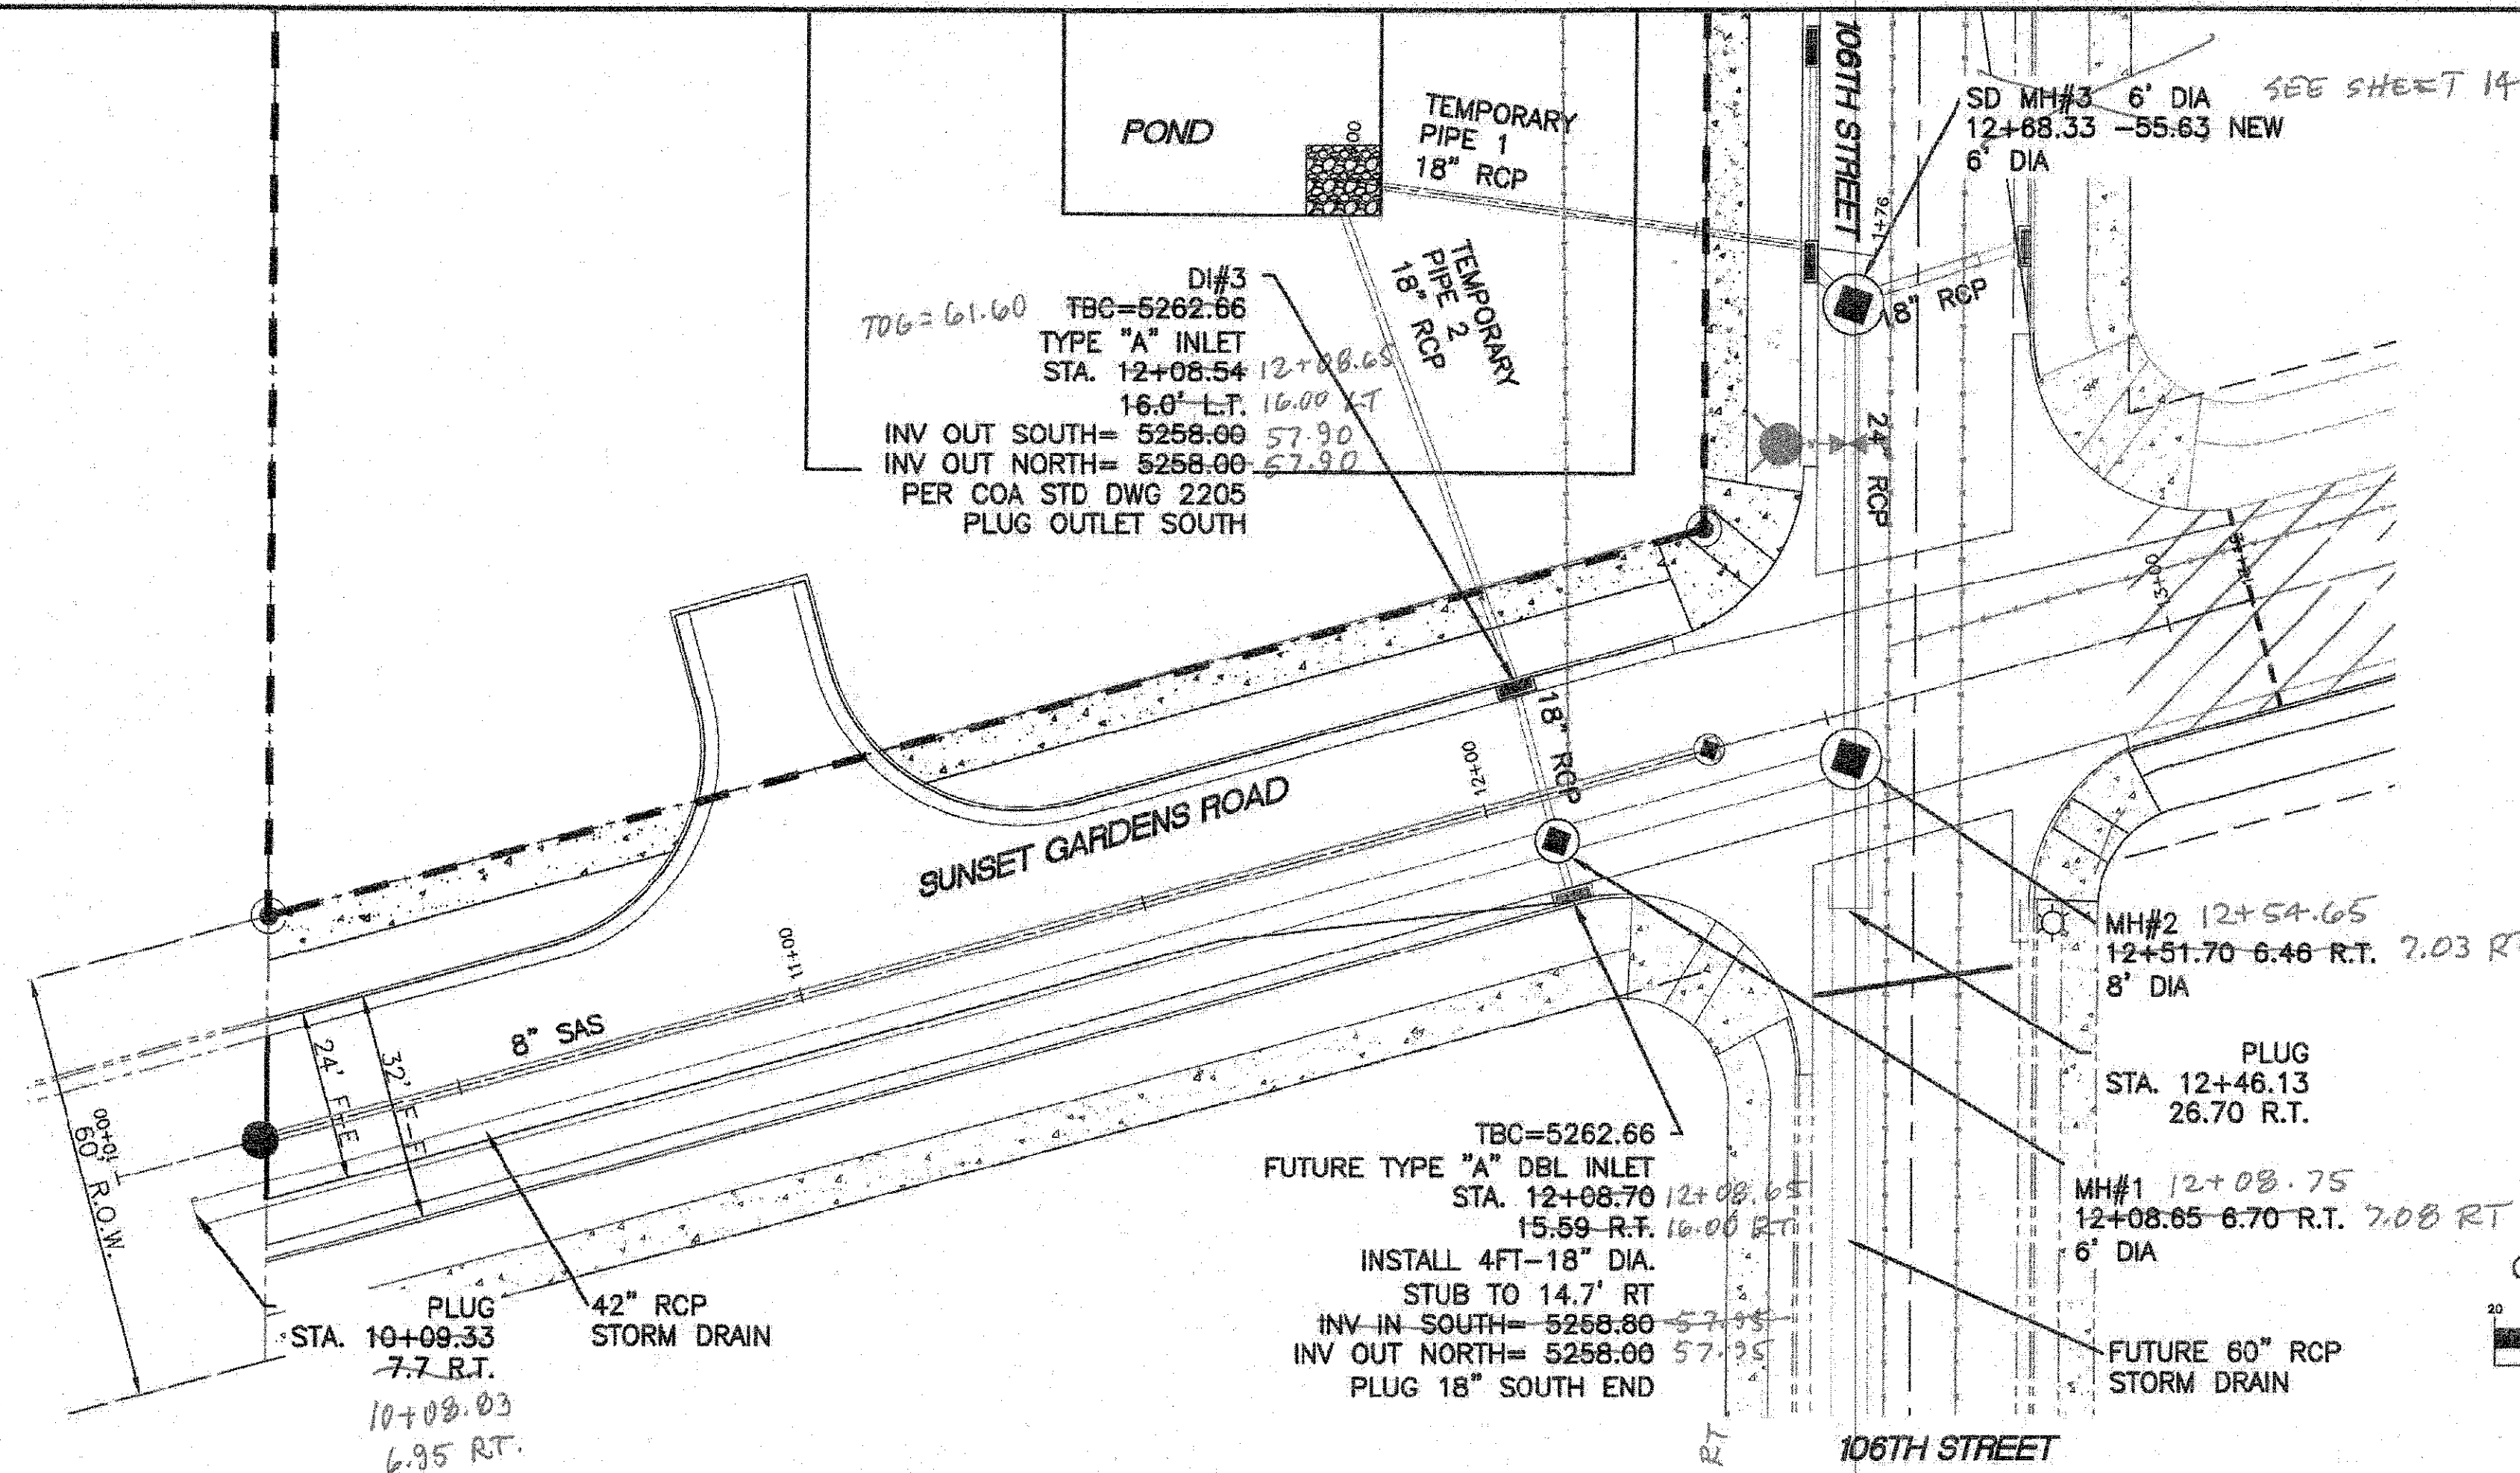 POND
TEMPORARY
PIPE 1
18" RCP
106TH STREET
1+76
SD MH#3 6' DIA SEE SHEET 14
12+68.33 -55.63 NEW
6' DIA
18" RCP
24" RCP
TEMPORARY
PIPE 2
18" RCP
DI#3
TOG = 61.60 TBC=5262.66
TYPE "A" INLET
STA. 12+08.54 12+08.65
16.0' L.T. 16.00 LT
INV OUT SOUTH= 5258.00 57.90
INV OUT NORTH= 5258.00 57.90
PER COA STD DWG 2205
PLUG OUTLET SOUTH
13+00
18" RCP
12+00
SUNSET GARDENS ROAD
11+00
8" SAS
24' F-F
32' F-F
10+00
60' R.O.W.
MH#2 12+54.65
12+51.70 6.46 R.T. 7.03 RT
8' DIA
PLUG
STA. 12+46.13
26.70 R.T.
MH#1 12+08.75
12+08.65 6.70 R.T. 7.08 RT
6' DIA
TBC=5262.66
FUTURE TYPE "A" DBL INLET
STA. 12+08.70 12+08.65
15.59 R.T. 16.00 RT
INSTALL 4FT-18" DIA.
STUB TO 14.7' RT
INV IN SOUTH= 5258.80 57.95
INV OUT NORTH= 5258.00 57.95
PLUG 18" SOUTH END
PLUG
STA. 10+09.33
7.7 R.T.
10+08.83
6.95 RT.
42" RCP
STORM DRAIN
FUTURE 60" RCP
STORM DRAIN
20
RT
106TH STREET